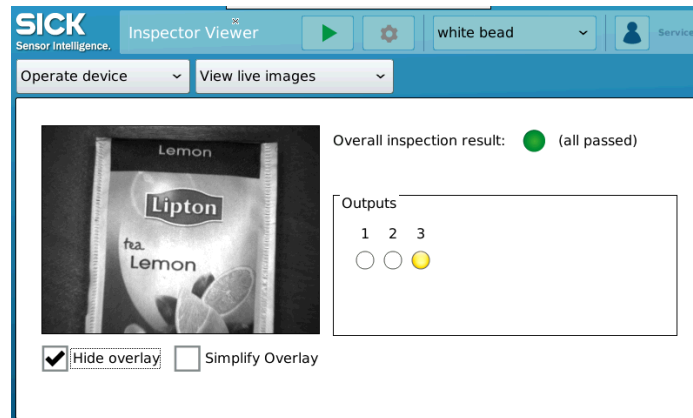 SICK
Sensor Intelligence.
Inspector Viewer
white bead
Service
Operate device
View live images
Lemon
Lipton
tea
Lemon
Overall inspection result:
(all passed)
Outputs
1 2 3
Hide overlay
Simplify Overlay